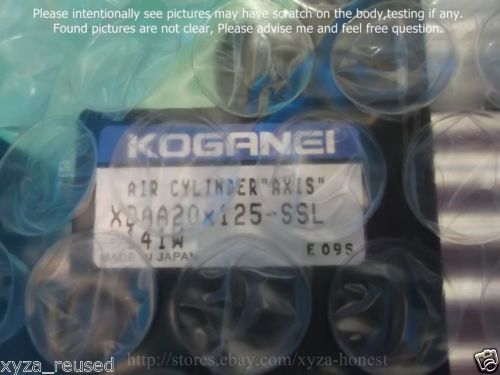 Please intentionally see pictures may have scratch on the body,testing if any.
Found pictures are not clear, Please advise me and feel free question.
KOGANEI
AIR CYLINDER"AXIS"
XDAA20x125-SSL
741W
E09S
MADE IN JAPAN
xyza_reused
http://stores.ebay.com/xyza-honest